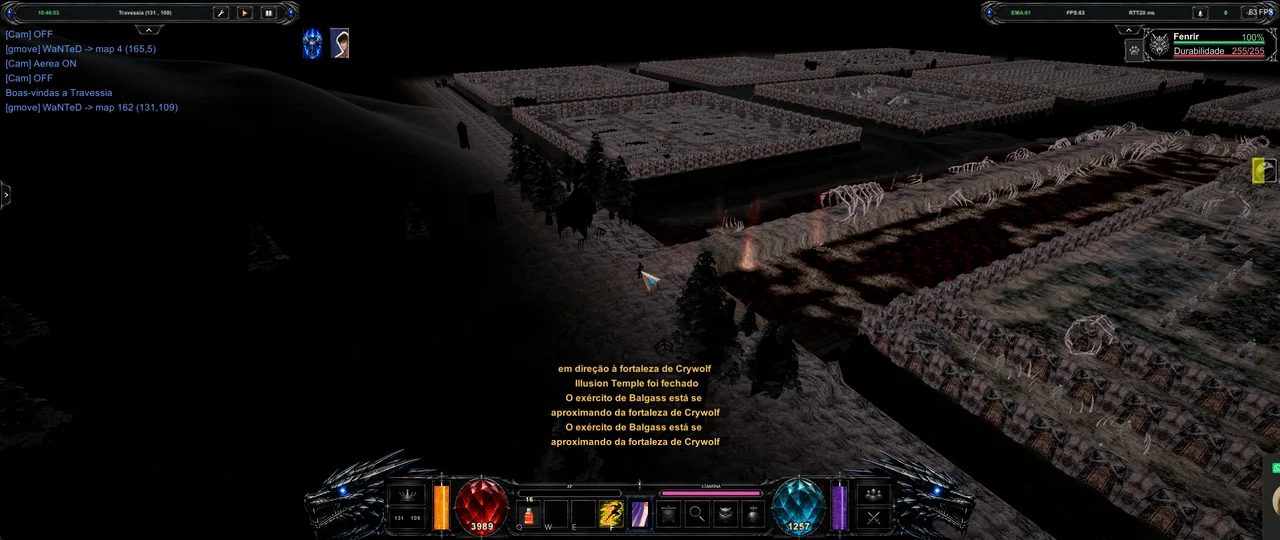 10:46:53
Travessia (131 , 109)
EMA:61
FPS:63
RTT:20 ms
0
63 FPS
[Cam] OFF
[gmove] WaNTeD -> map 4 (165,5)
[Cam] Aerea ON
[Cam] OFF
Boas-vindas a Travessia
[gmove] WaNTeD -> map 162 (131,109)
Fenrir
100%
Durabilidade
255/255
em direção à fortaleza de Crywolf
Illusion Temple foi fechado
O exército de Balgass está se
aproximando da fortaleza de Crywolf
O exército de Balgass está se
aproximando da fortaleza de Crywolf
XP
STAMINA
16
Q
W
E
F
131
109
3989
1257